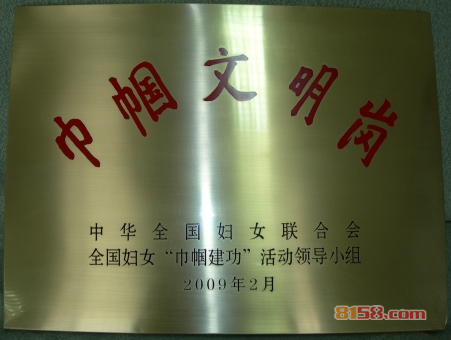 巾帼文明岗
中华全国妇女联合会
全国妇女“巾帼建功”活动领导小组
2009年2月
8158.com